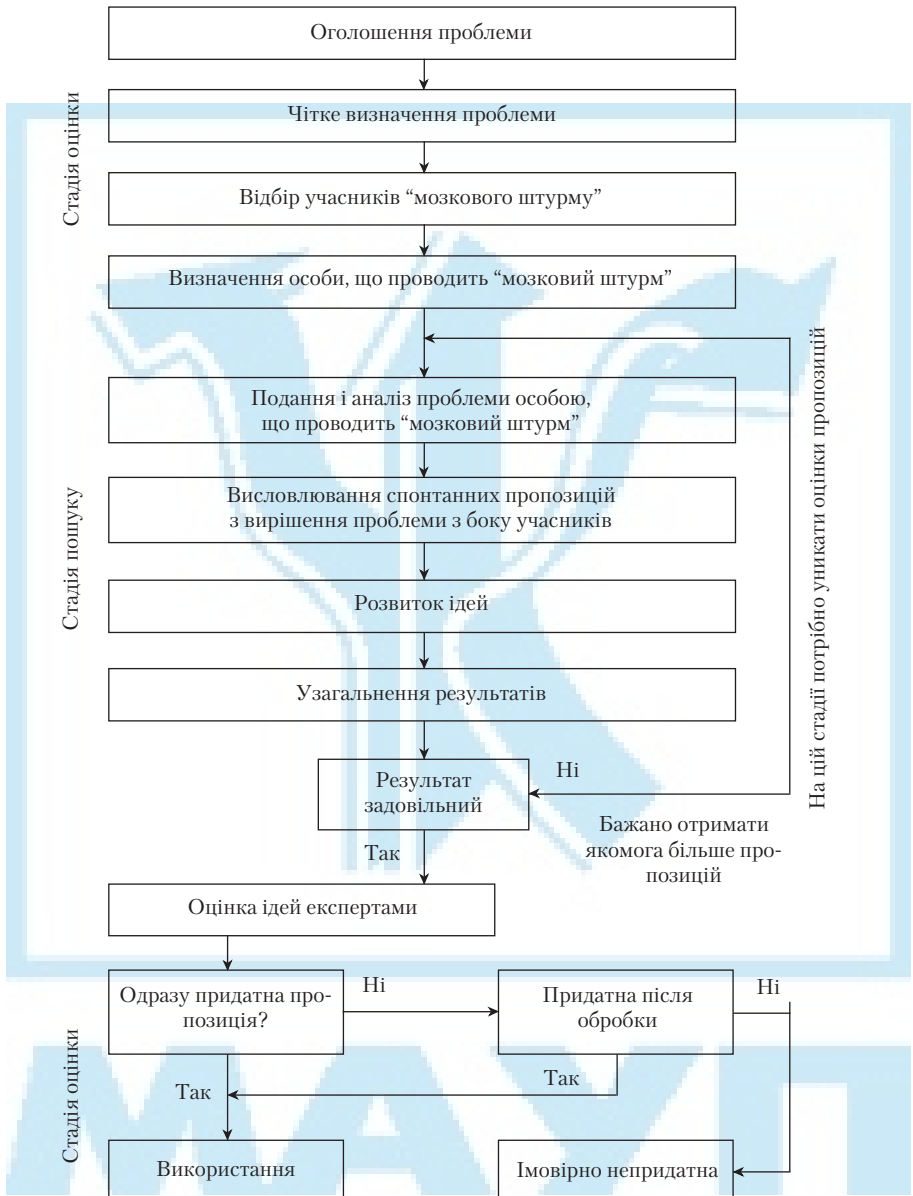 Оголошення проблеми
Чітке визначення проблеми
Відбір учасників “мозкового штурму”
Визначення особи, що проводить “мозковий штурм”
Стадія оцінки
Подання і аналіз проблеми особою,
що проводить “мозковий штурм”
Висловлювання спонтанних пропозицій
з вирішення проблеми з боку учасників
Розвиток ідей
Узагальнення результатів
Стадія пошуку
На цій стадії потрібно уникати оцінки пропозицій
Результат
задовільний
Ні
Так
Бажано отримати
якомога більше про-
позицій
Оцінка ідей експертами
Одразу придатна про-
позиція?
Ні
Придатна після
обробки
Ні
Так
Так
Стадія оцінки
Використання
Імовірно непридатна
МАУП